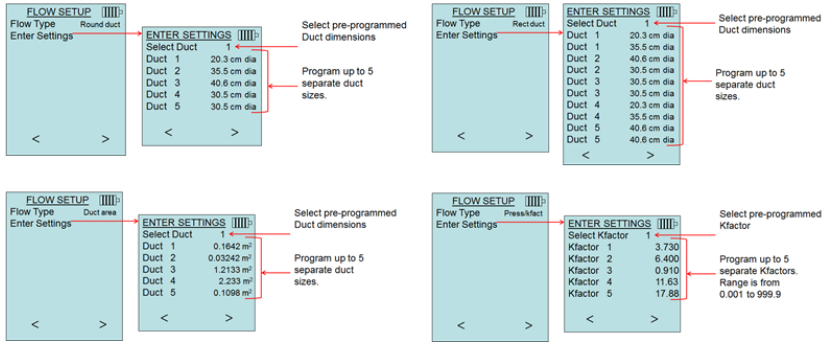 FLOW SETUP
Flow Type Round duct
Enter Settings
ENTER SETTINGS
Select Duct 1
Duct 1 20.3 cm dia
Duct 2 35.5 cm dia
Duct 3 40.6 cm dia
Duct 4 30.5 cm dia
Duct 5 30.5 cm dia
< >
< >
Select pre-programmed
Duct dimensions
Program up to 5
separate duct
sizes.
FLOW SETUP
Flow Type Rect duct
Enter Settings
ENTER SETTINGS
Select Duct 1
Duct 1 20.3 cm dia
Duct 1 35.5 cm dia
Duct 2 40.6 cm dia
Duct 2 30.5 cm dia
Duct 3 30.5 cm dia
Duct 3 30.5 cm dia
Duct 4 20.3 cm dia
Duct 4 35.5 cm dia
Duct 5 40.6 cm dia
Duct 5 40.6 cm dia
< >
< >
Select pre-programmed
Duct dimensions
Program up to 5
separate duct
sizes.
FLOW SETUP
Flow Type Duct area
Enter Settings
ENTER SETTINGS
Select Duct 1
Duct 1 0.1642 m²
Duct 2 0.03242 m²
Duct 3 1.2133 m²
Duct 4 2.233 m²
Duct 5 0.1098 m²
< >
< >
Select pre-programmed
Duct dimensions
Program up to 5
separate duct
sizes.
FLOW SETUP
Flow Type Press/kfact
Enter Settings
ENTER SETTINGS
Select Kfactor 1
Kfactor 1 3.730
Kfactor 2 6.400
Kfactor 3 0.910
Kfactor 4 11.63
Kfactor 5 17.88
< >
< >
Select pre-programmed
Kfactor
Program up to 5
separate Kfactors.
Range is from
0.001 to 999.9